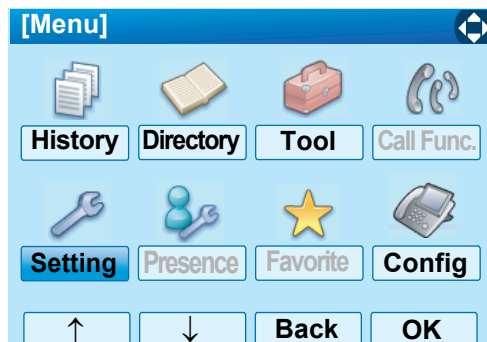 [Menu]
History Directory Tool Call Func.
Setting Presence Favorite Config
↑ ↓ Back OK